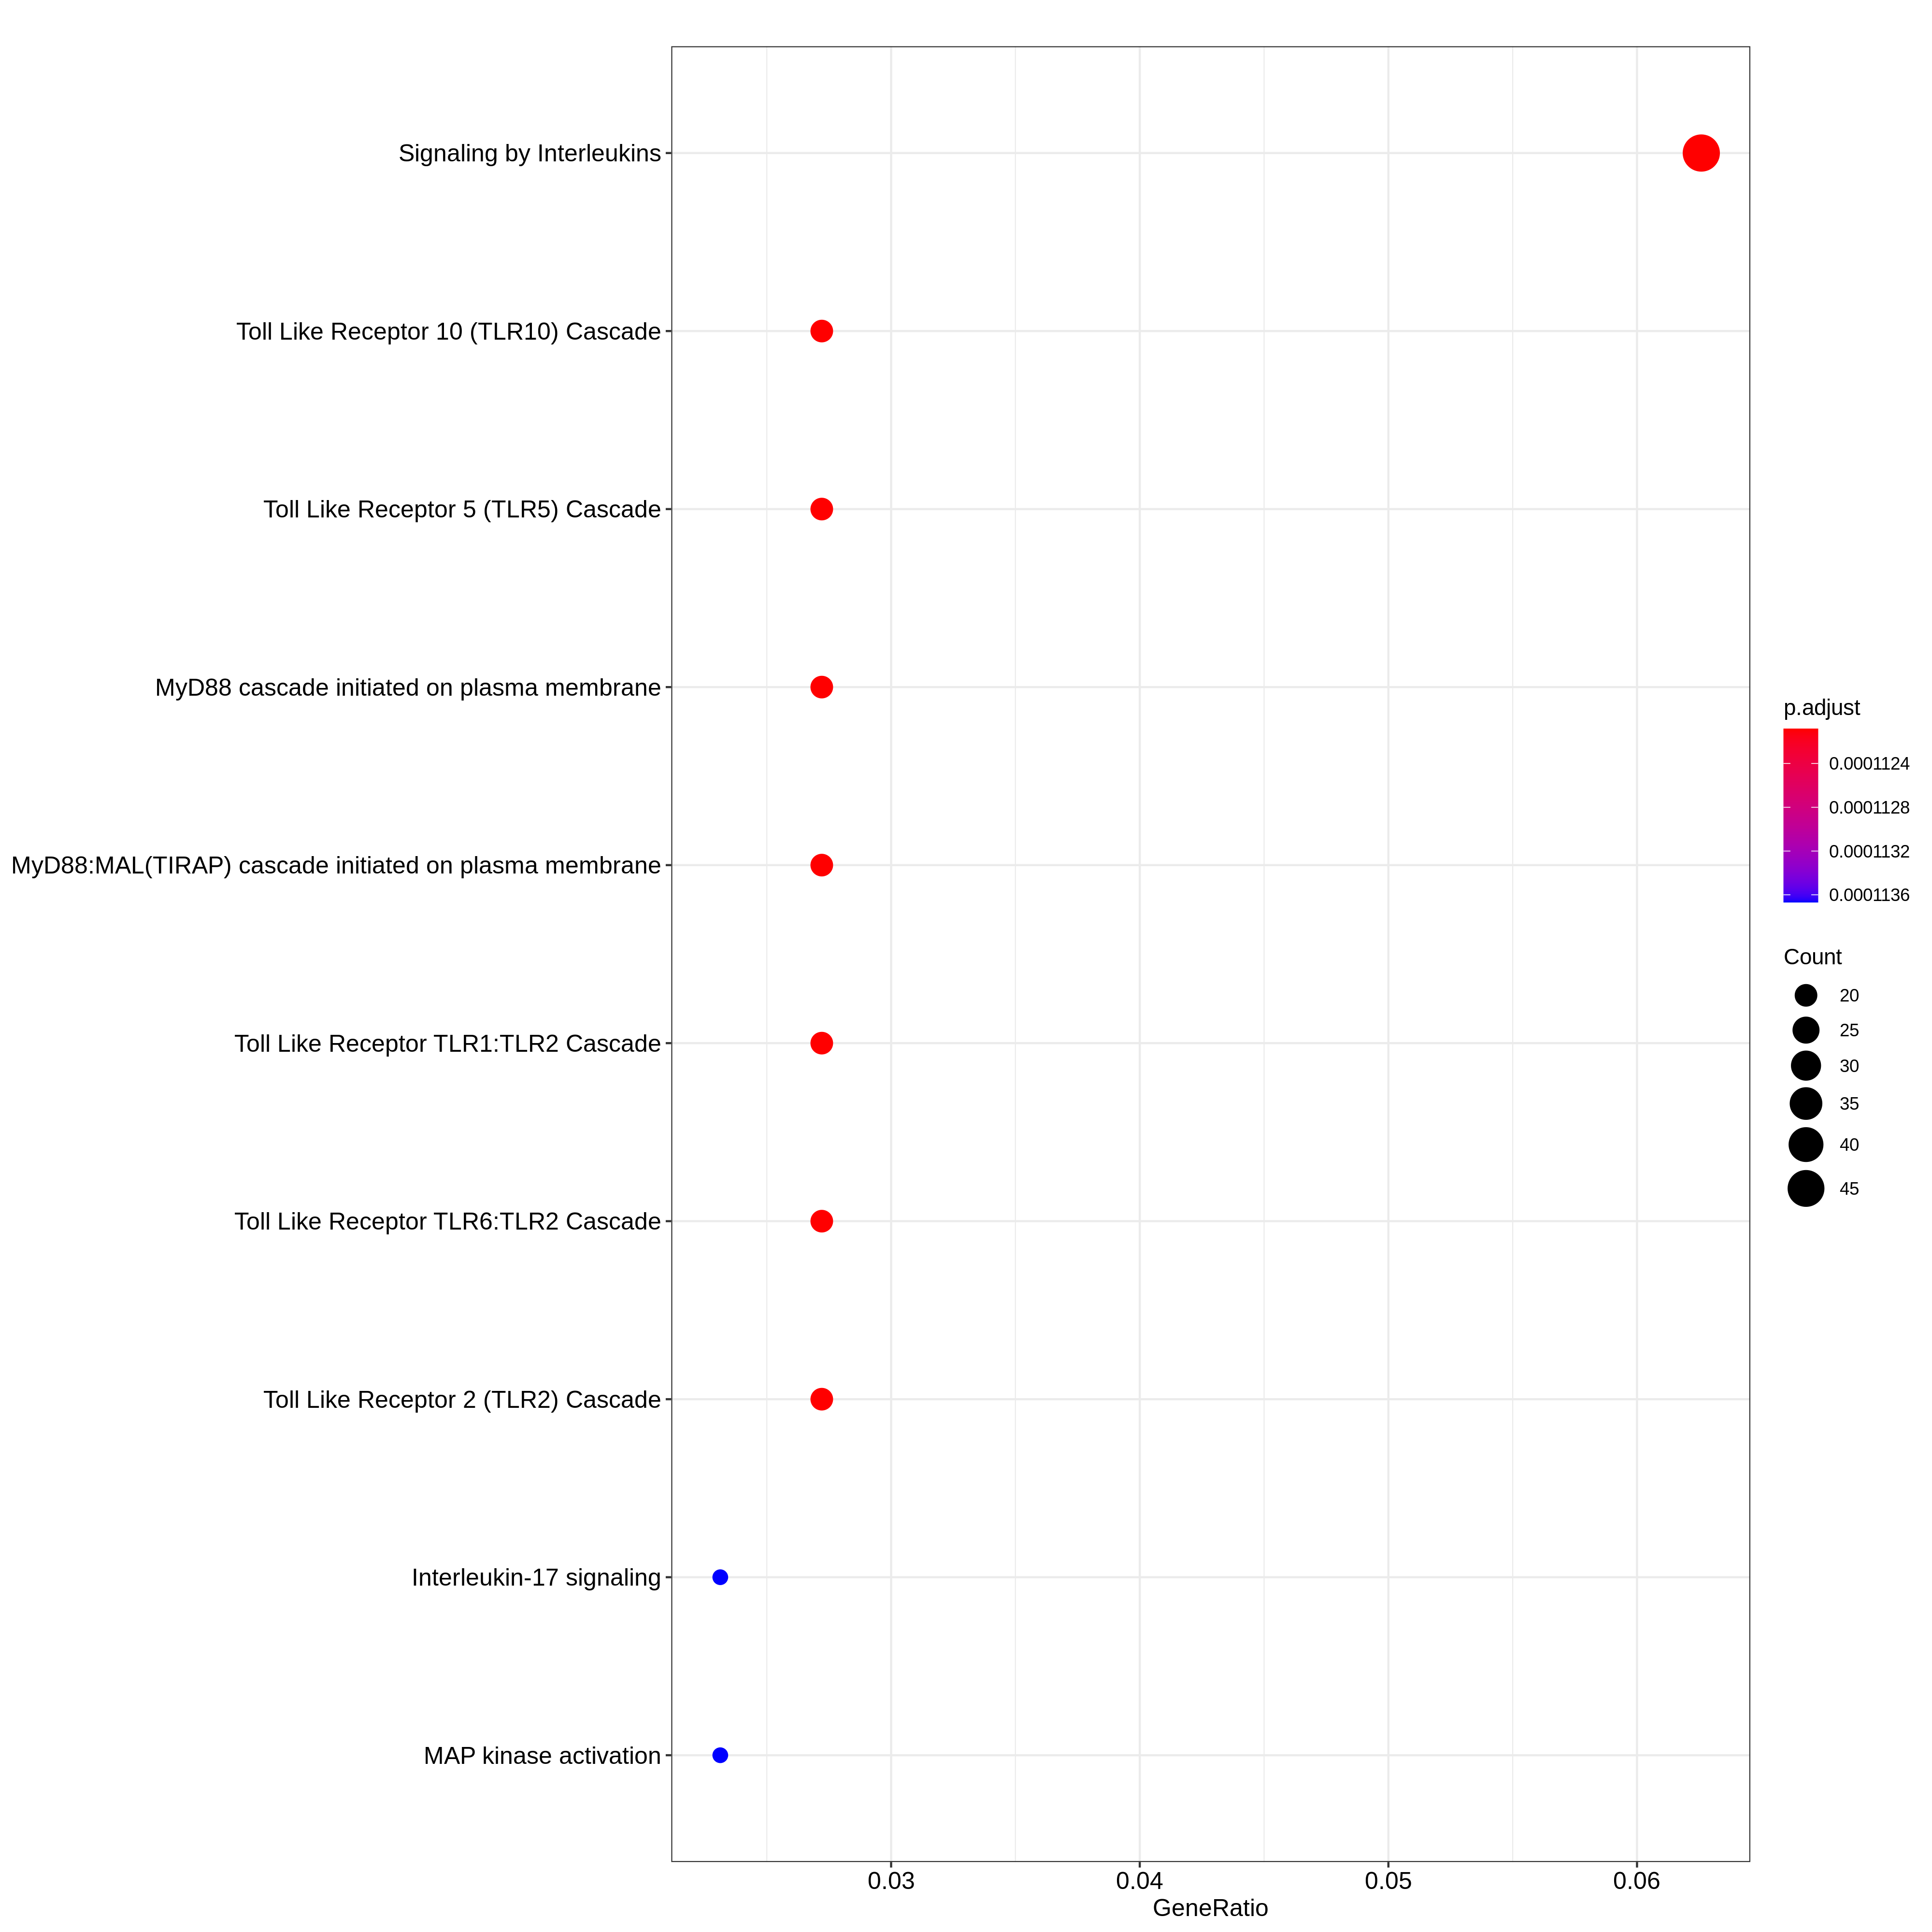 Signaling by Interleukins
Toll Like Receptor 10 (TLR10) Cascade
Toll Like Receptor 5 (TLR5) Cascade
MyD88 cascade initiated on plasma membrane
MyD88:MAL(TIRAP) cascade initiated on plasma membrane
Toll Like Receptor TLR1:TLR2 Cascade
Toll Like Receptor TLR6:TLR2 Cascade
Toll Like Receptor 2 (TLR2) Cascade
Interleukin-17 signaling
MAP kinase activation
0.03 0.04 0.05 0.06
GeneRatio
p.adjust
0.0001124
0.0001128
0.0001132
0.0001136
Count
20
25
30
35
40
45